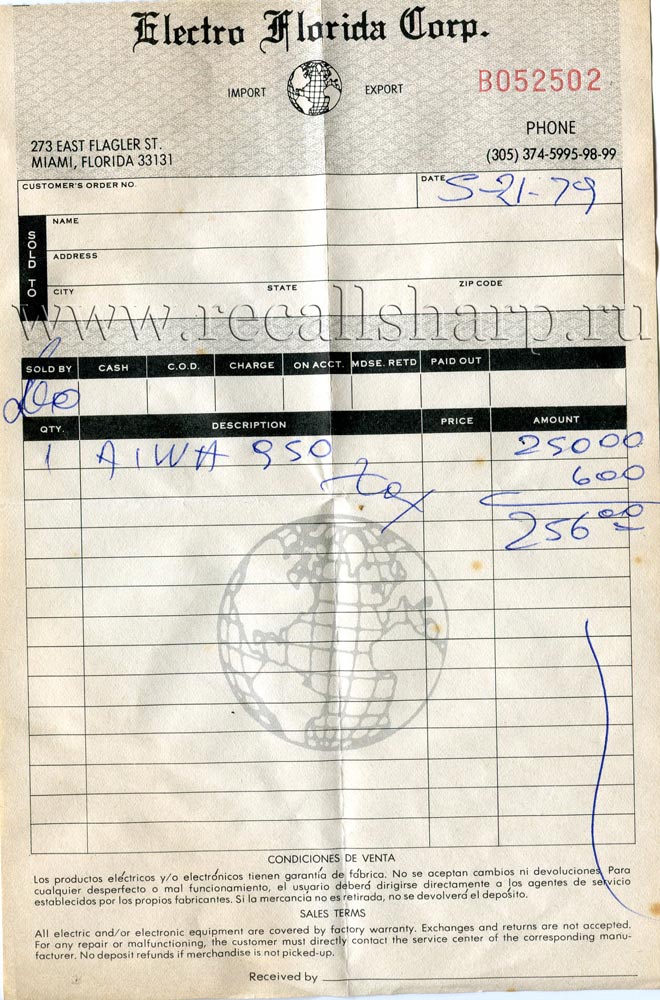 Electro Florida Corp.
IMPORT EXPORT
B052502
273 EAST FLAGLER ST.
MIAMI, FLORIDA 33131
PHONE
(305) 374-5995-98-99
CUSTOMER'S ORDER NO.
DATE 5-21-79
SOLD TO
NAME
ADDRESS
CITY STATE ZIP CODE
www.recallsharp.ru
SOLD BY CASH C.O.D. CHARGE ON ACCT. MDSE. RETD PAID OUT
QTY. DESCRIPTION PRICE AMOUNT
1 AIWA 950 250 00
tax 6 00
256 00
CONDICIONES DE VENTA
Los productos eléctricos y/o electrónicos tienen garantía de fábrica. No se aceptan cambios ni devoluciones. Para
cualquier desperfecto o mal funcionamiento, el usuario deberá dirigirse directamente a los agentes de servicio
establecidos por los propios fabricantes. Si la mercancia no es retirada, no se devolverá el depósito.
SALES TERMS
All electric and/or electronic equipment are covered by factory warranty. Exchanges and returns are not accepted.
For any repair or malfunctioning, the customer must directly contact the service center of the corresponding manu-
facturer. No deposit refunds if merchandise is not picked-up.
Received by